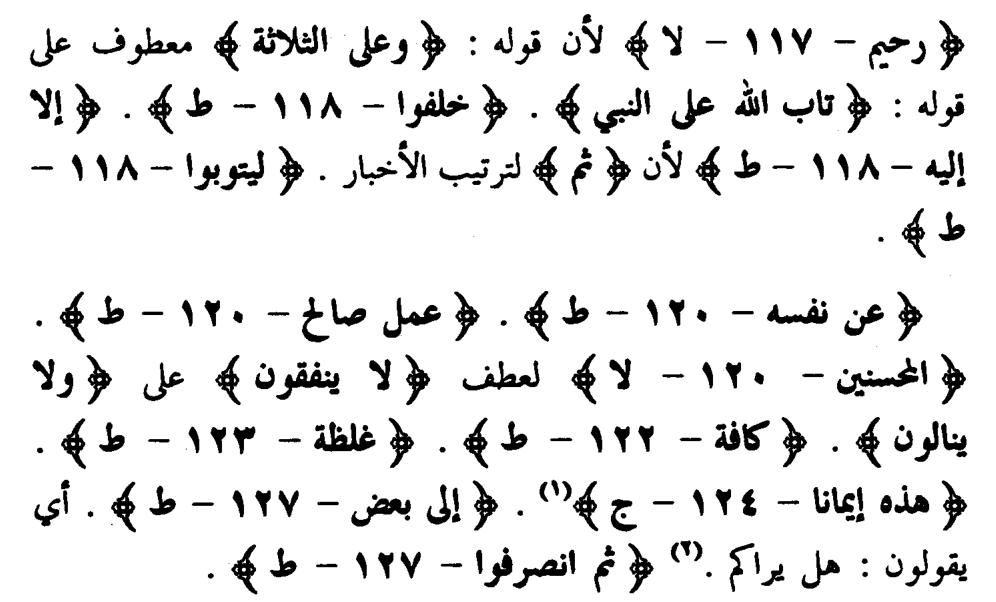 ﴿ رحيم – ١١٧ – لا ﴾ لأن قوله : ﴿ وعلى الثلاثة ﴾ معطوف على
قوله : ﴿ تاب الله على النبي ﴾ . ﴿ خلفوا – ١١٨ – ط ﴾ . ﴿ إلا
إليه – ١١٨ – ط ﴾ لأن ﴿ ثم ﴾ لترتيب الأخبار . ﴿ ليتوبوا – ١١٨ –
ط ﴾ .
﴿ عن نفسه – ١٢٠ – ط ﴾ . ﴿ عمل صالح – ١٢٠ – ط ﴾ .
﴿ المحسنين – ١٢٠ – لا ﴾ لعطف ﴿ لا ينفقون ﴾ على ﴿ ولا
ينالون ﴾ . ﴿ كافة – ١٢٢ – ط ﴾ . ﴿ غلظة – ١٢٣ – ط ﴾ .
﴿ هذه إيمانا – ١٢٤ – ج ﴾(١) . ﴿ إلى بعض – ١٢٧ – ط ﴾ . أي
يقولون : هل يراكم .(٢) ﴿ ثم انصرفوا – ١٢٧ – ط ﴾ .